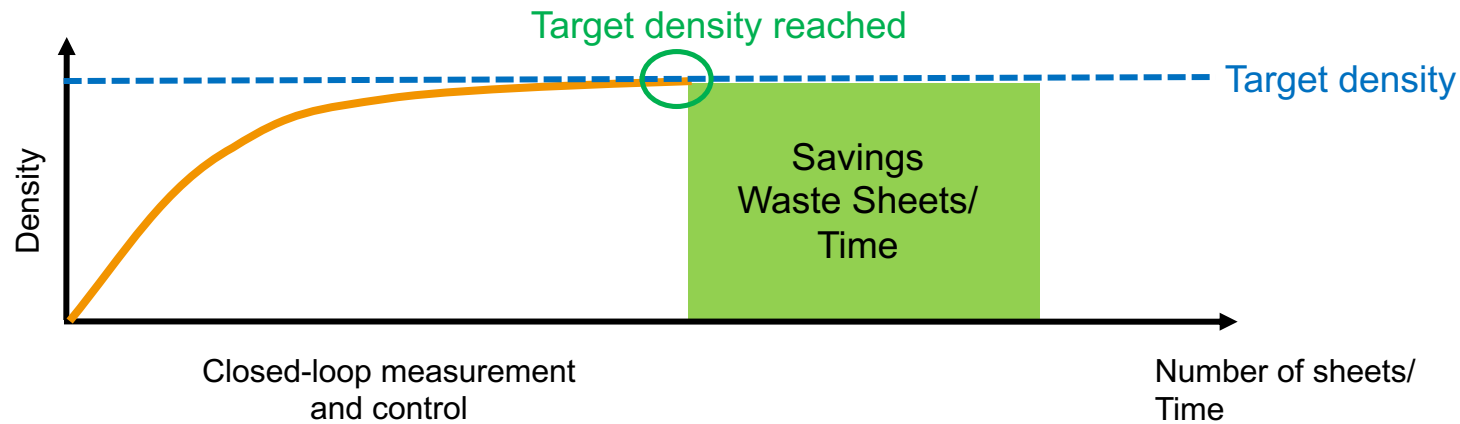 Target density reached
Target density
Density
Savings
Waste Sheets/
Time
Closed-loop measurement
and control
Number of sheets/
Time